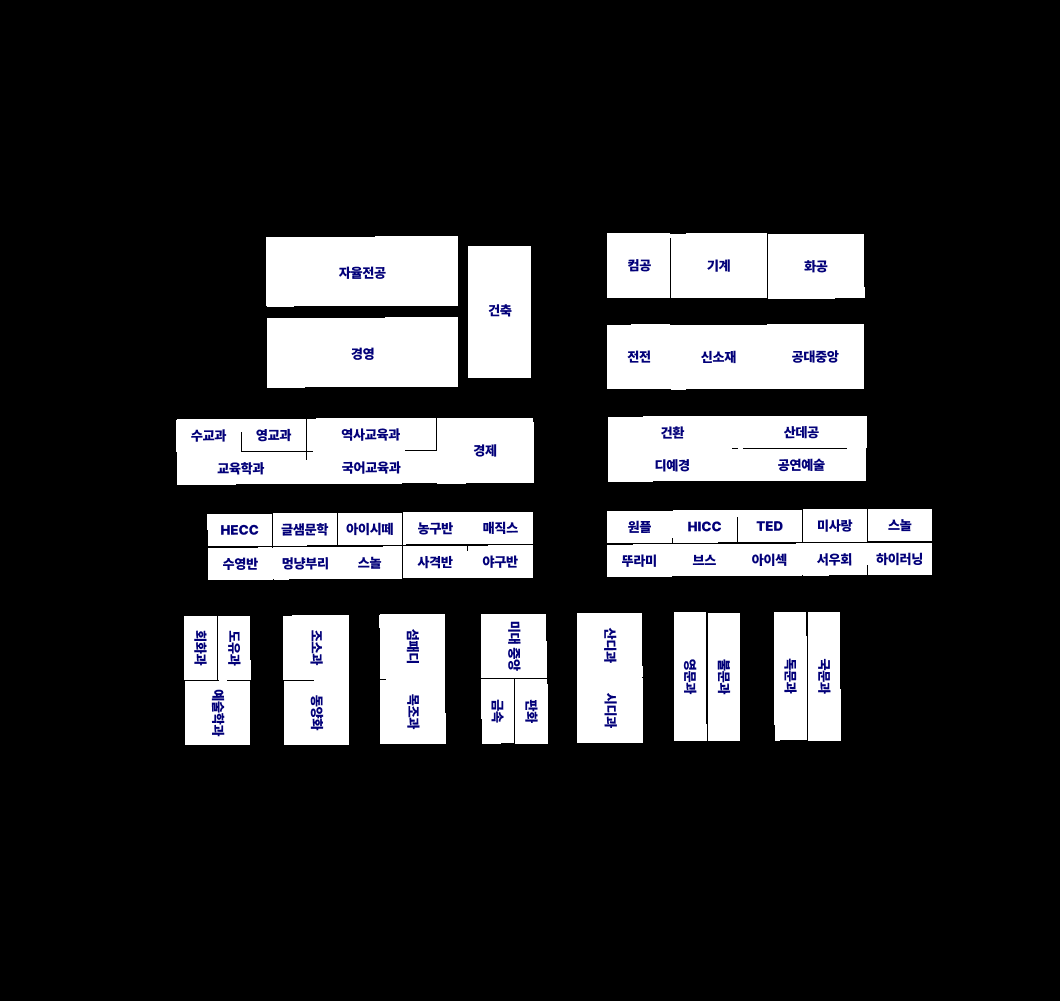 자율전공
건축
경영
컴공 기계 화공
전전 신소재 공대중앙
수교과 영교과 역사교육과 경제
교육학과 국어교육과
건환 산데공
디예경 공연예술
HECC 글샘문학 아이시떼 농구반 매직스
수영반 멍냥부리 스놀 사격반 야구반
원플 HICC TED 미사랑 스놀
뚜라미 브스 아이섹 서우회 하이러닝
회화과 도유과
예술학과
조소과
동양화
섬패디
목조과
미대 중앙
금속 판화
산디과
시디과
영문과 불문과
독문과 국문과